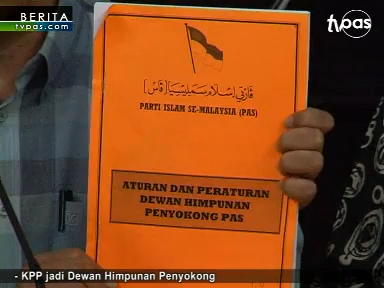 BERITA
tvpas.com
tvpas
[ڤرتي إسلام سمليسيا [ڤاس
PARTI ISLAM SE-MALAYSIA (PAS)
ATURAN DAN PERATURAN
DEWAN HIMPUNAN
PENYOKONG PAS
- KPP jadi Dewan Himpunan Penyokong